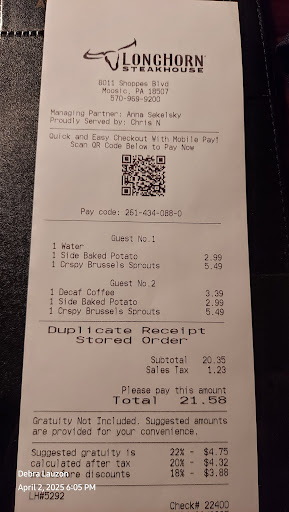 LONGHORN
STEAKHOUSE
6011 Shoppes Blvd
Moosic, PA 18507
570-969-9200
Managing Partner: Anna Sekelsky
Proudly Served by: Chris N
Quick and Easy Checkout With Mobile Pay!
Scan QR Code Below to Pay Now
Pay code: 261-434-088-0
Guest No.1
1 Water
1 Side Baked Potato 2.99
1 Crspy Brussels Sprouts 5.49
Guest No.2
1 Decaf Coffee 3.39
1 Side Baked Potato 2.99
1 Crspy Brussels Sprouts 5.49
Duplicate Receipt
Stored Order
Subtotal 20.35
Sales Tax 1.23
Please pay this amount
Total 21.58
Gratuity Not Included. Suggested amounts
are provided for your convenience.
Suggested gratuity is 22% - $4.75
calculated after tax 20% - $4.32
discounts 18% - $3.88
Debra Lauzon
April 2, 2025 6:05 PM
LH#5292
Check# 22400